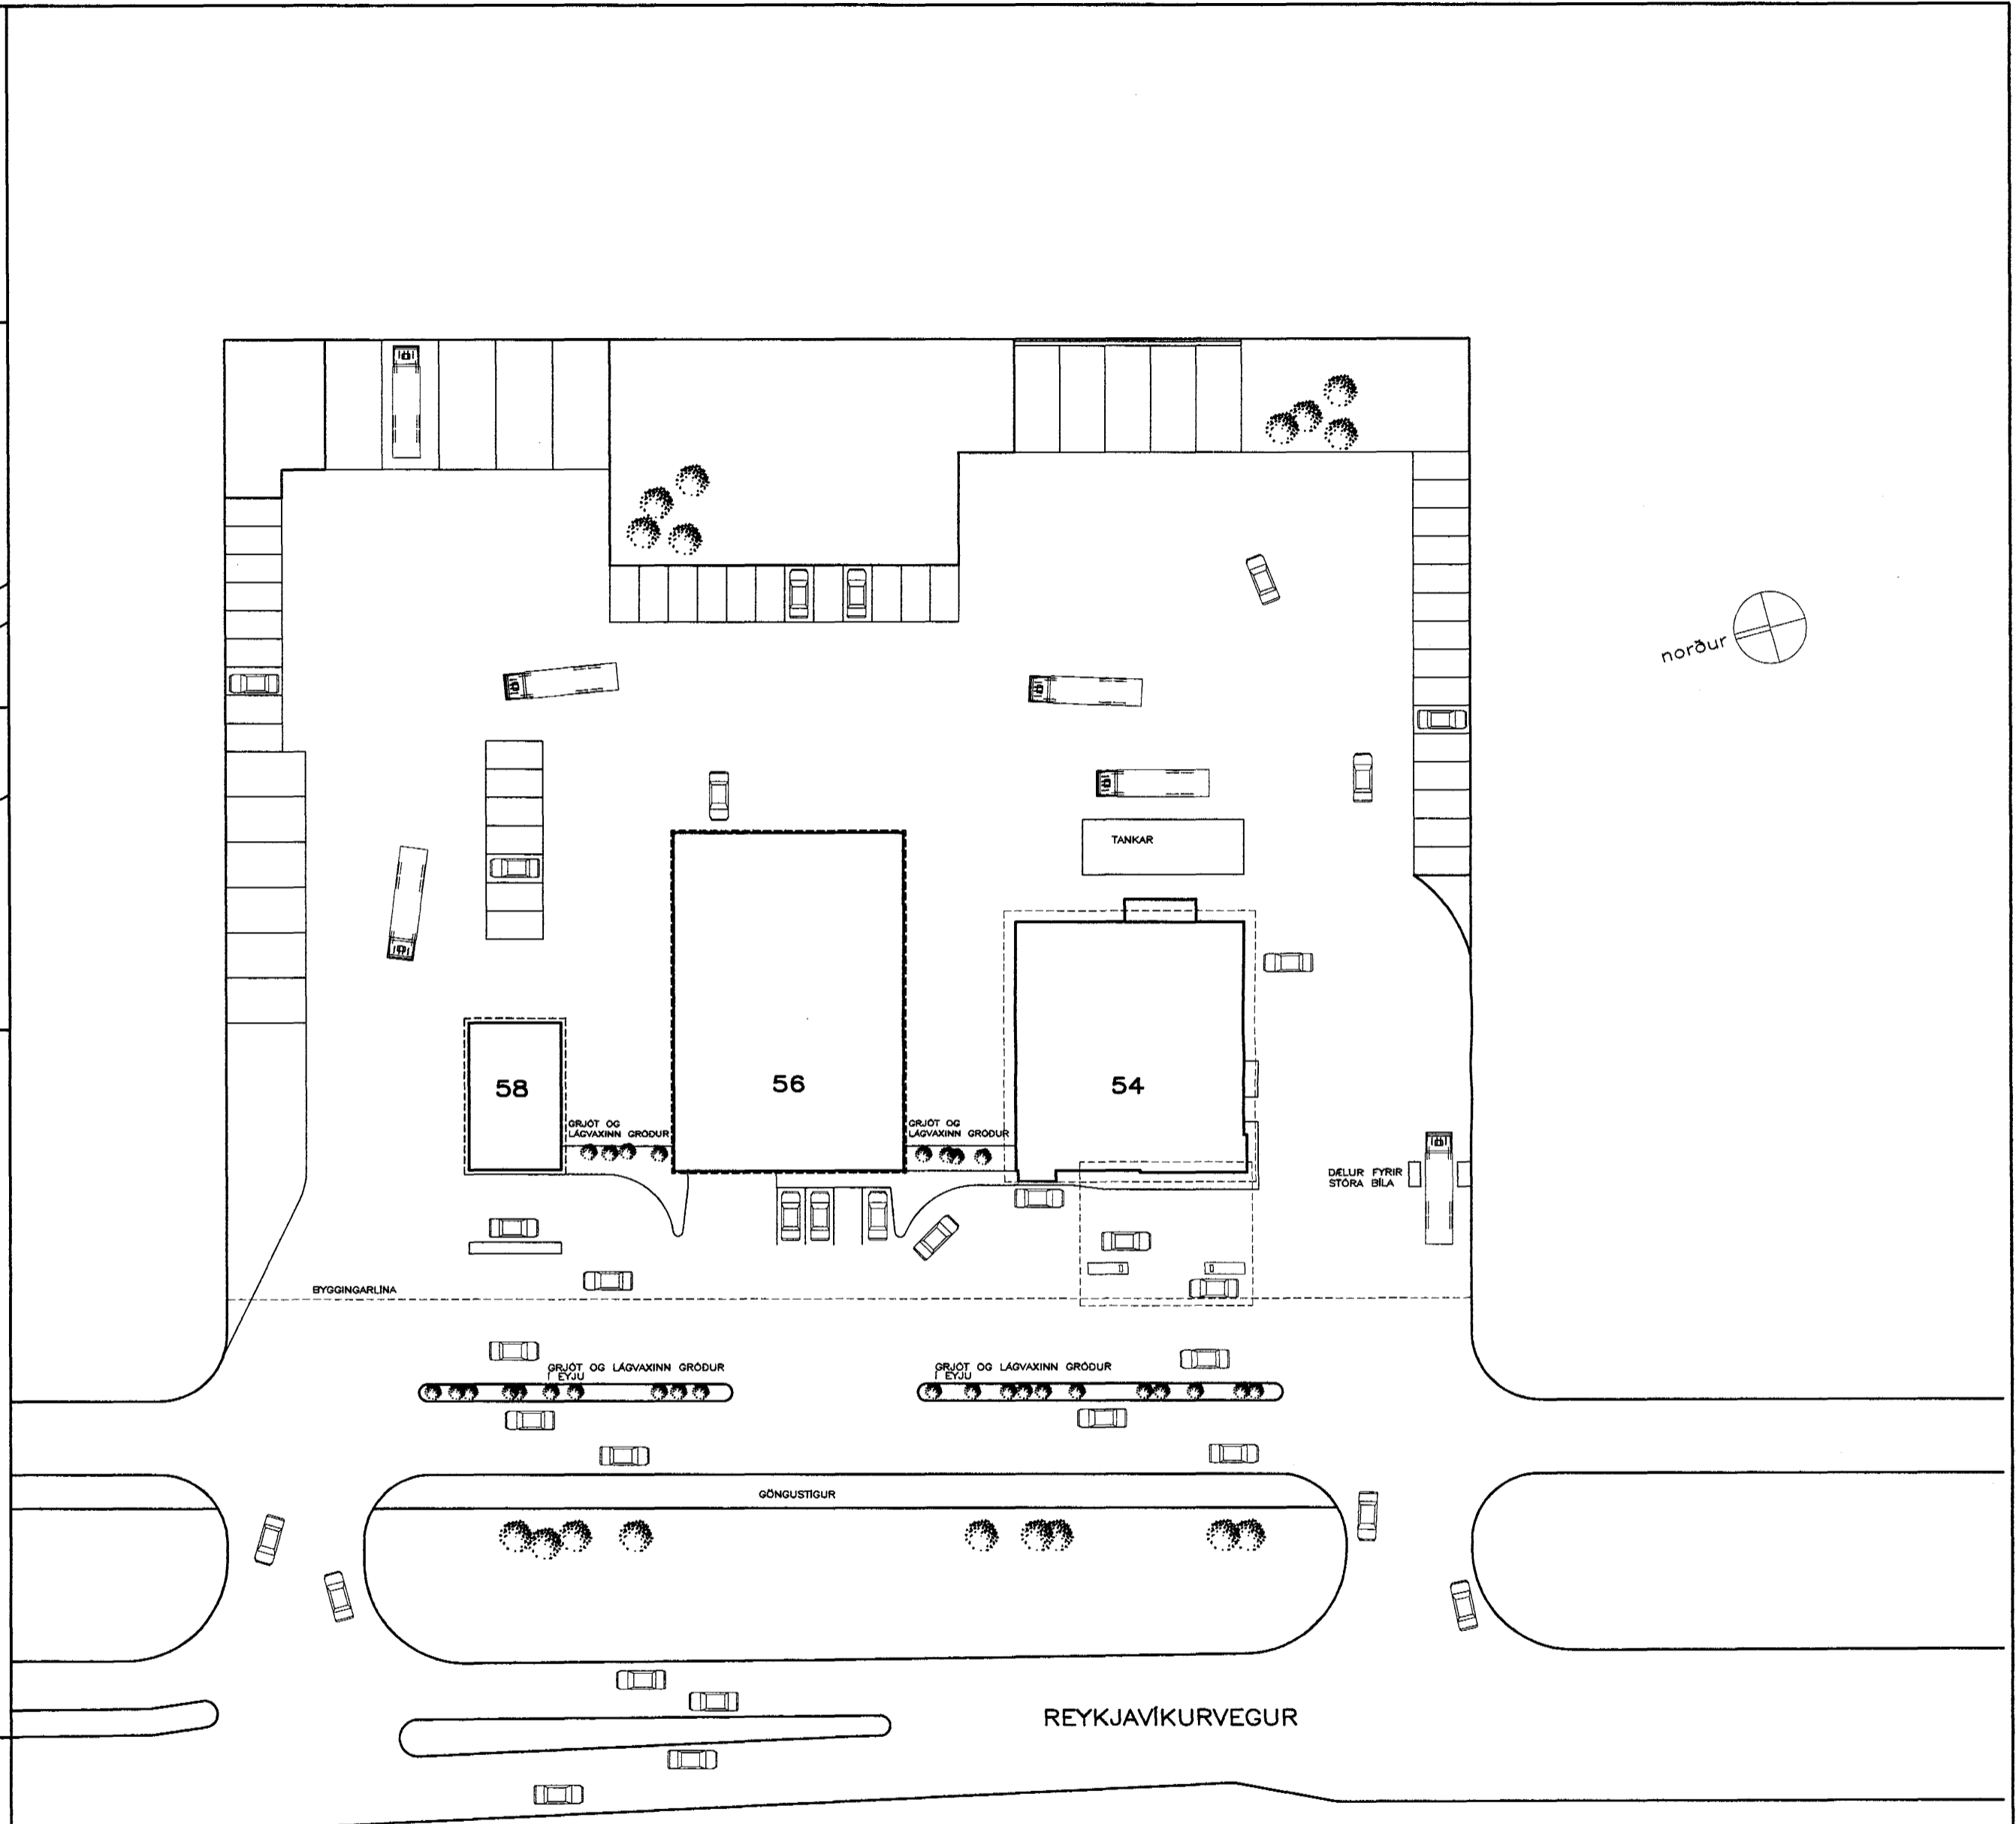 norður
TANKAR
58
56
54
GRJÓT OG
LÁGVAXINN GRÓÐUR
GRJÓT OG
LÁGVAXINN GRÓÐUR
DÆLUR FYRIR
STÓRA BÍLA
BYGGINGARLÍNA
GRJÓT OG LÁGVAXINN GRÓÐUR
Í EYJU
GRJÓT OG LÁGVAXINN GRÓÐUR
Í EYJU
GÖNGUSTÍGUR
REYKJAVÍKURVEGUR